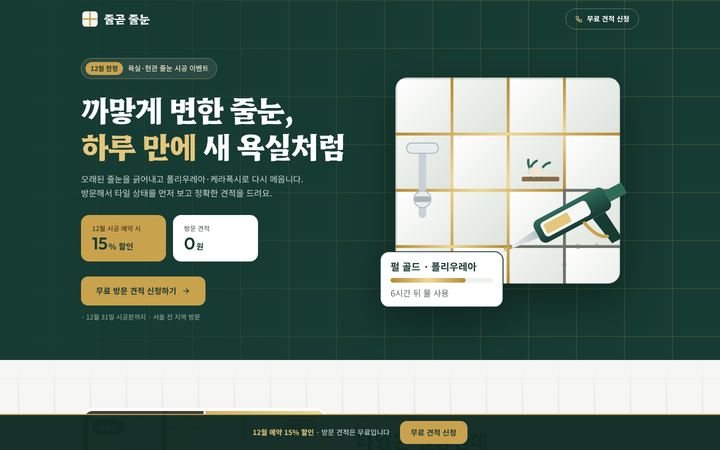 줄곧 줄눈
무료 견적 신청
12월 한정 욕실·현관 줄눈 시공 이벤트
까맣게 변한 줄눈,
하루 만에 새 욕실처럼
오래된 줄눈을 긁어내고 폴리우레아·케라폭시로 다시 메웁니다.
방문해서 타일 상태를 먼저 보고 정확한 견적을 드려요.
12월 시공 예약 시
15% 할인
방문 견적
0원
무료 방문 견적 신청하기 →
· 12월 31일 시공분까지 · 서울 전 지역 방문
펄 골드 · 폴리우레아
6시간 뒤 물 사용
12월 예약 15% 할인 · 방문 견적은 무료입니다
무료 견적 신청